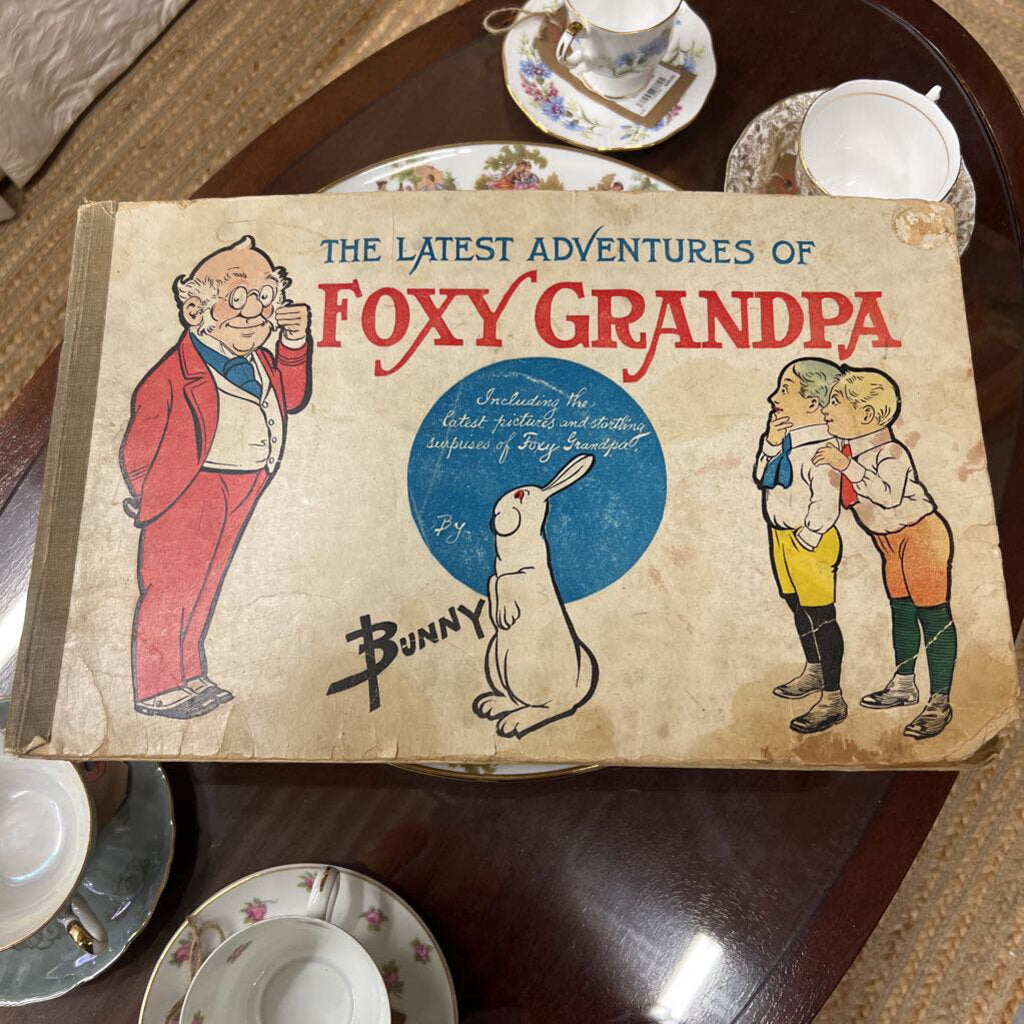 THE LATEST ADVENTURES OF
FOXY GRANDPA
Including the
latest pictures and startling
surprises of Foxy Grandpa.
By
BUNNY